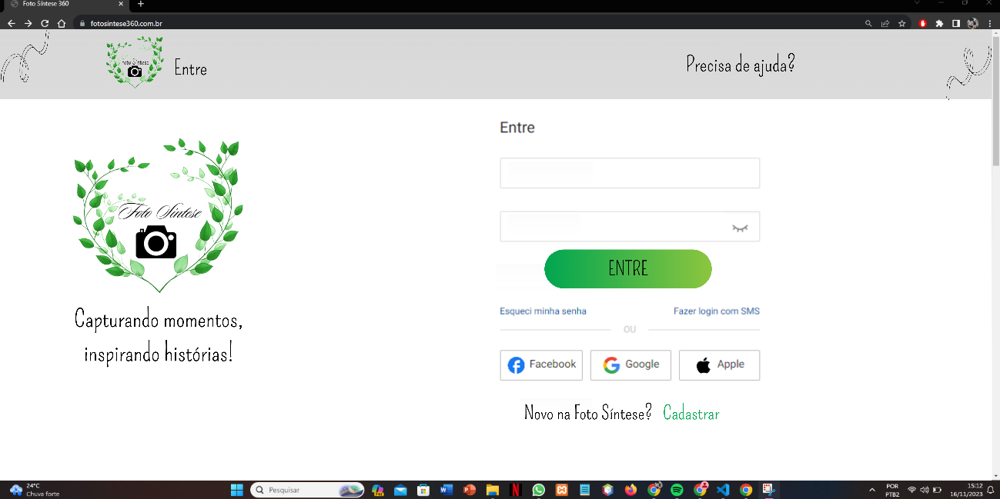 Foto Síntese 360
fotosintese360.com.br
Foto Síntese
Entre
Precisa de ajuda?
Entre
Foto Síntese
ENTRE
Capturando momentos,
inspirando histórias!
Esqueci minha senha
Fazer login com SMS
OU
Facebook
Google
Apple
Novo na Foto Síntese? Cadastrar
24°C
Chuva forte
Pesquisar
POR
PTB2
15:12
16/11/2023